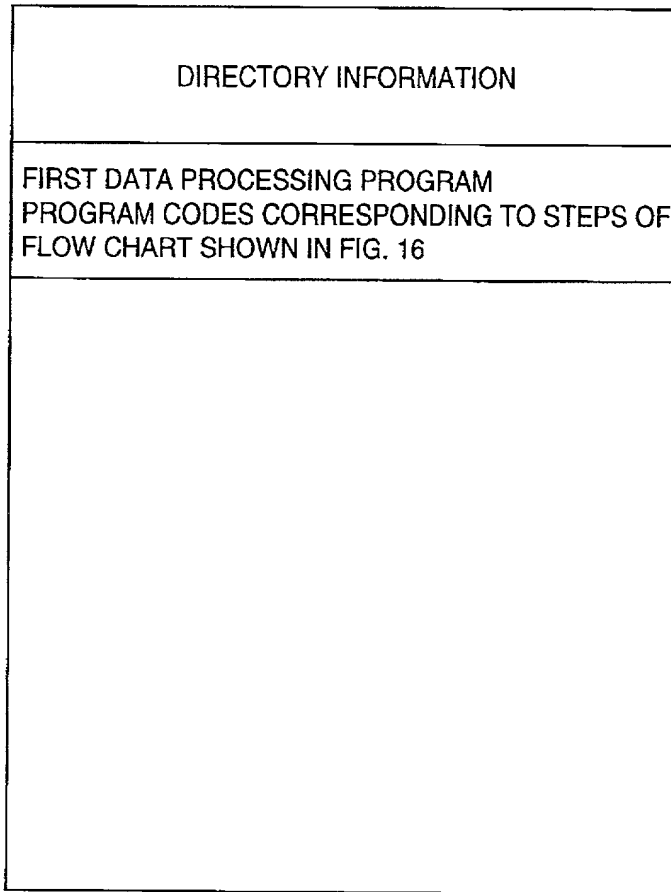 DIRECTORY INFORMATION
FIRST DATA PROCESSING PROGRAM
PROGRAM CODES CORRESPONDING TO STEPS OF
FLOW CHART SHOWN IN FIG. 16